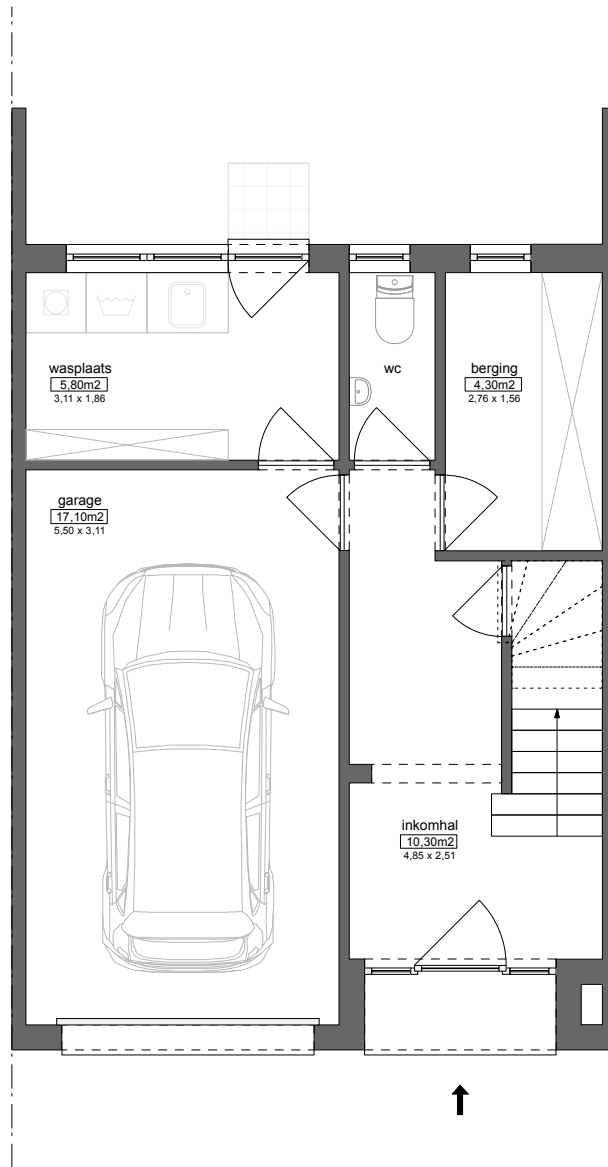 wasplaats
5,80m2
3,11 x 1,86
wc
berging
4,30m2
2,76 x 1,56
garage
17,10m2
5,50 x 3,11
inkomhal
10,30m2
4,85 x 2,51